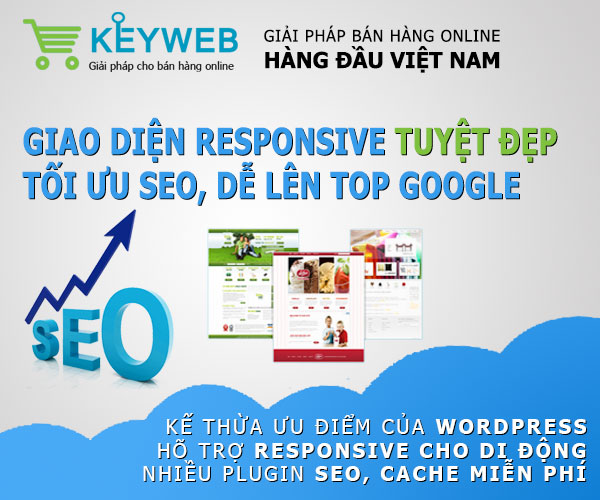 KEYWEB
Giải pháp cho bán hàng online
GIẢI PHÁP BÁN HÀNG ONLINE
HÀNG ĐẦU VIỆT NAM
GIAO DIỆN RESPONSIVE TUYỆT ĐẸP
TỐI ƯU SEO, DỄ LÊN TOP GOOGLE
SEO
KẾ THỪA ƯU ĐIỂM CỦA WORDPRESS
HỖ TRỢ RESPONSIVE CHO DI ĐỘNG
NHIỀU PLUGIN SEO, CACHE MIỄN PHÍ